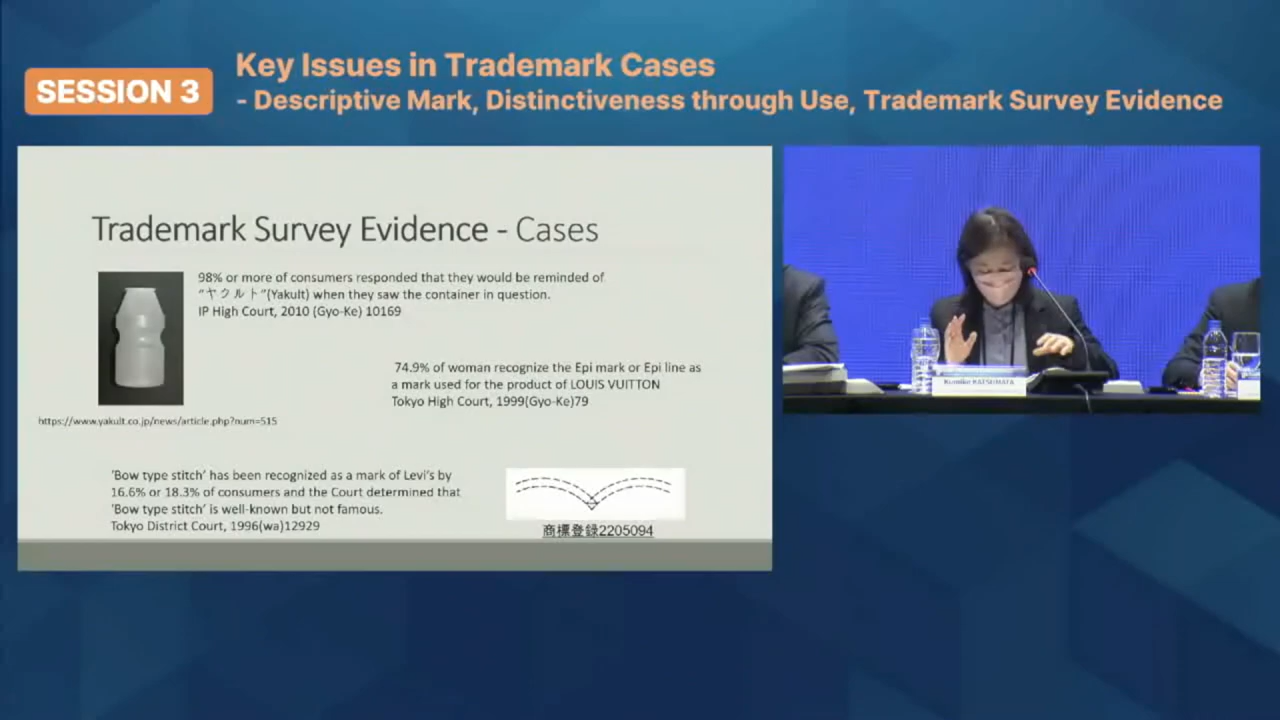 SESSION 3
Key Issues in Trademark Cases
- Descriptive Mark, Distinctiveness through Use, Trademark Survey Evidence
Trademark Survey Evidence - Cases
98% or more of consumers responded that they would be reminded of
"ヤクルト"(Yakult) when they saw the container in question.
IP High Court, 2010 (Gyo-Ke) 10169
74.9% of woman recognize the Epi mark or Epi line as
a mark used for the product of LOUIS VUITTON
Tokyo High Court, 1999(Gyo-Ke)79
https://www.yakult.co.jp/news/article.php?num=515
'Bow type stitch' has been recognized as a mark of Levi's by
16.6% or 18.3% of consumers and the Court determined that
'Bow type stitch' is well-known but not famous.
Tokyo District Court, 1996(wa)12929
商標登録2205094
Kumiko KATSUMATA